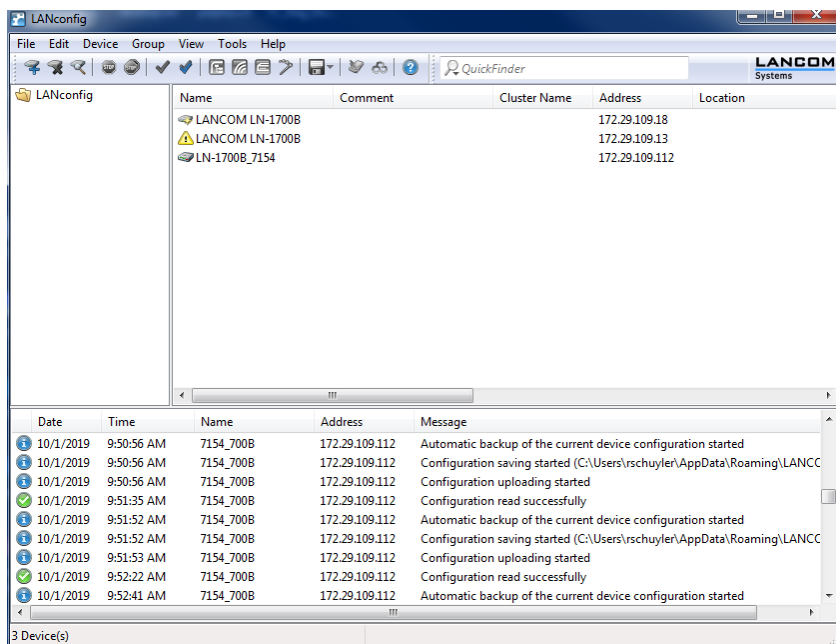 LANconfig
File Edit Device Group View Tools Help
QuickFinder
LANCOM
Systems
LANconfig
Name Comment Cluster Name Address Location
LANCOM LN-1700B 172.29.109.18
LANCOM LN-1700B 172.29.109.13
LN-1700B_7154 172.29.109.112
Date Time Name Address Message
10/1/2019 9:50:56 AM 7154_700B 172.29.109.112 Automatic backup of the current device configuration started
10/1/2019 9:50:56 AM 7154_700B 172.29.109.112 Configuration saving started (C:\Users\rschuyler\AppData\Roaming\LANCC
10/1/2019 9:50:56 AM 7154_700B 172.29.109.112 Configuration uploading started
10/1/2019 9:51:35 AM 7154_700B 172.29.109.112 Configuration read successfully
10/1/2019 9:51:52 AM 7154_700B 172.29.109.112 Automatic backup of the current device configuration started
10/1/2019 9:51:52 AM 7154_700B 172.29.109.112 Configuration saving started (C:\Users\rschuyler\AppData\Roaming\LANCC
10/1/2019 9:51:53 AM 7154_700B 172.29.109.112 Configuration uploading started
10/1/2019 9:52:22 AM 7154_700B 172.29.109.112 Configuration read successfully
10/1/2019 9:52:41 AM 7154_700B 172.29.109.112 Automatic backup of the current device configuration started
3 Device(s)